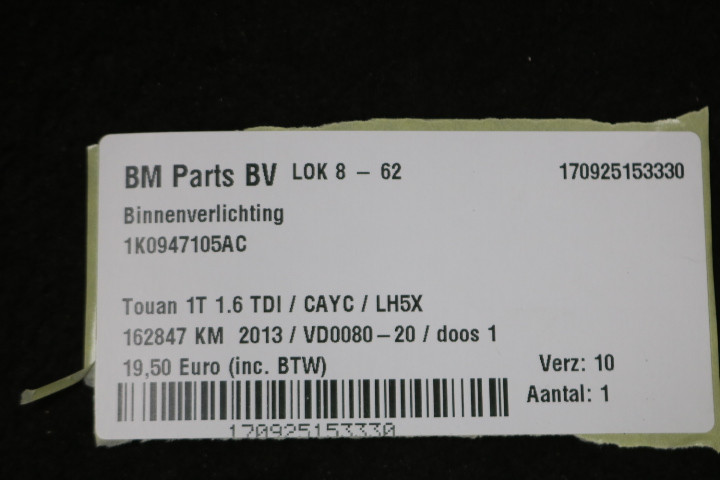 BM Parts BV LOK 8 - 62 170925153330
Binnenverlichting
1K0947105AC
Touan 1T 1.6 TDI / CAYC / LH5X
162847 KM 2013 / VD0080-20 / doos 1
19,50 Euro (inc. BTW) Verz: 10
Aantal: 1
170925153330